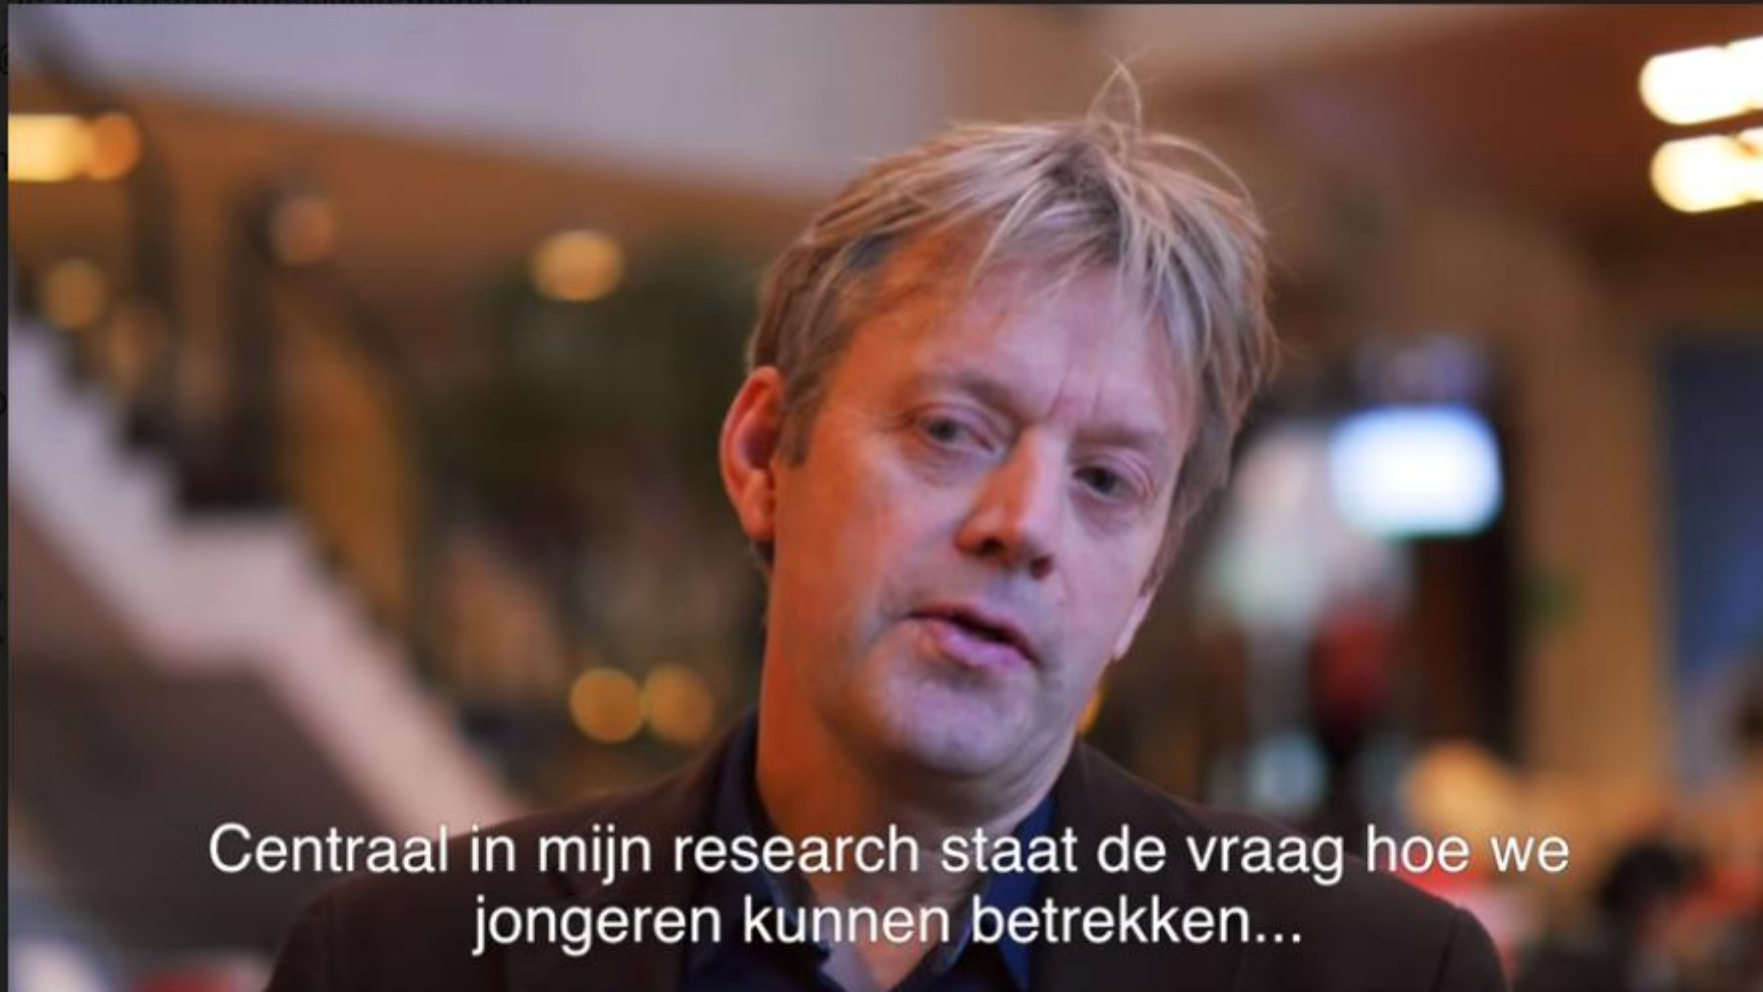 Centraal in mijn research staat de vraag hoe we
jongeren kunnen betrekken...